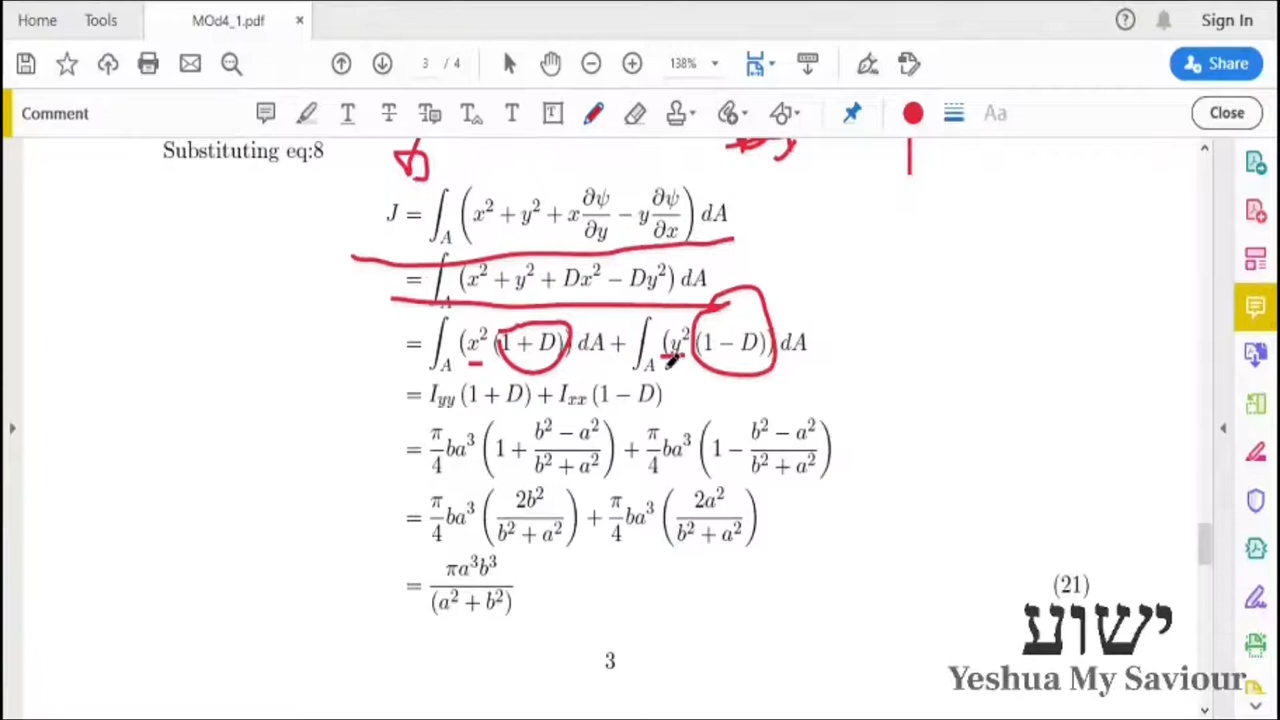 Home Tools MOd4_1.pdf × Sign In
3 / 4 138% Share
Comment T T T T T Aa Close
Substituting eq:8
J = ∫_A ( x² + y² + x ∂ψ/∂y − y ∂ψ/∂x ) dA
= ∫_A (x² + y² + Dx² − Dy²) dA
= ∫_A (x² (1 + D)) dA + ∫_A (y² (1 − D)) dA
= I_yy (1 + D) + I_xx (1 − D)
= π/4 ba³ ( 1 + (b² − a²)/(b² + a²) ) + π/4 ba³ ( 1 − (b² − a²)/(b² + a²) )
= π/4 ba³ ( 2b²/(b² + a²) ) + π/4 ba³ ( 2a²/(b² + a²) )
= πa³b³/(a² + b²)
(21)
3
ישוע
Yeshua My Saviour